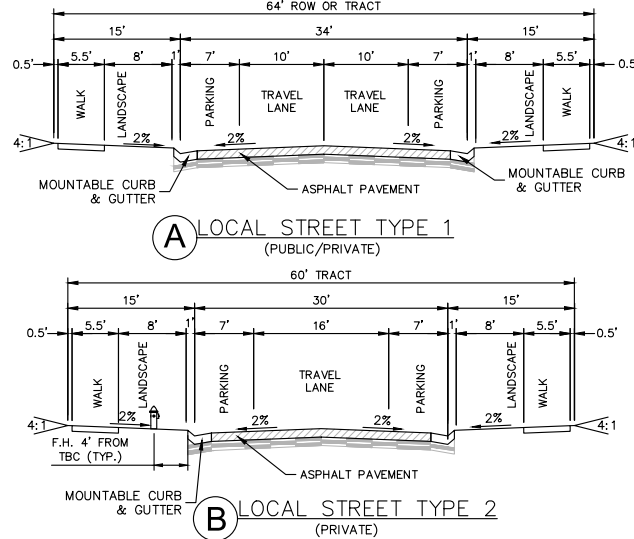 64' ROW OR TRACT
15' 34' 15'
0.5' 5.5' 8' 1' 7' 10' 10' 7' 1' 8' 5.5' 0.5'
WALK LANDSCAPE PARKING TRAVEL LANE TRAVEL LANE PARKING LANDSCAPE WALK
4:1 2% 2% 2% 2% 4:1
MOUNTABLE CURB & GUTTER
ASPHALT PAVEMENT
MOUNTABLE CURB & GUTTER
A LOCAL STREET TYPE 1
(PUBLIC/PRIVATE)
60' TRACT
15' 30' 15'
0.5' 5.5' 8' 1' 7' 16' 7' 1' 8' 5.5' 0.5'
WALK LANDSCAPE PARKING TRAVEL LANE PARKING LANDSCAPE WALK
4:1 2% 2% 2% 2% 4:1
F.H. 4' FROM
TBC (TYP.)
ASPHALT PAVEMENT
MOUNTABLE CURB
& GUTTER
B LOCAL STREET TYPE 2
(PRIVATE)